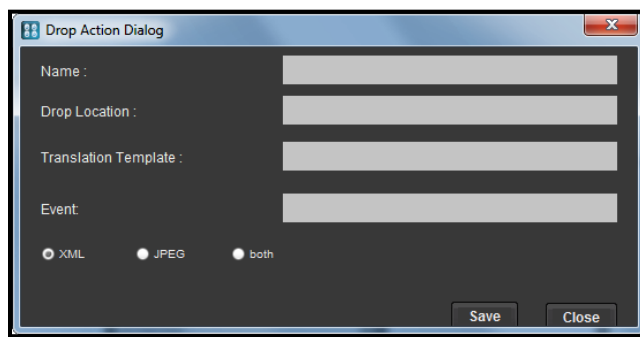 Drop Action Dialog
Name :
Drop Location :
Translation Template :
Event:
XML JPEG both
Save Close